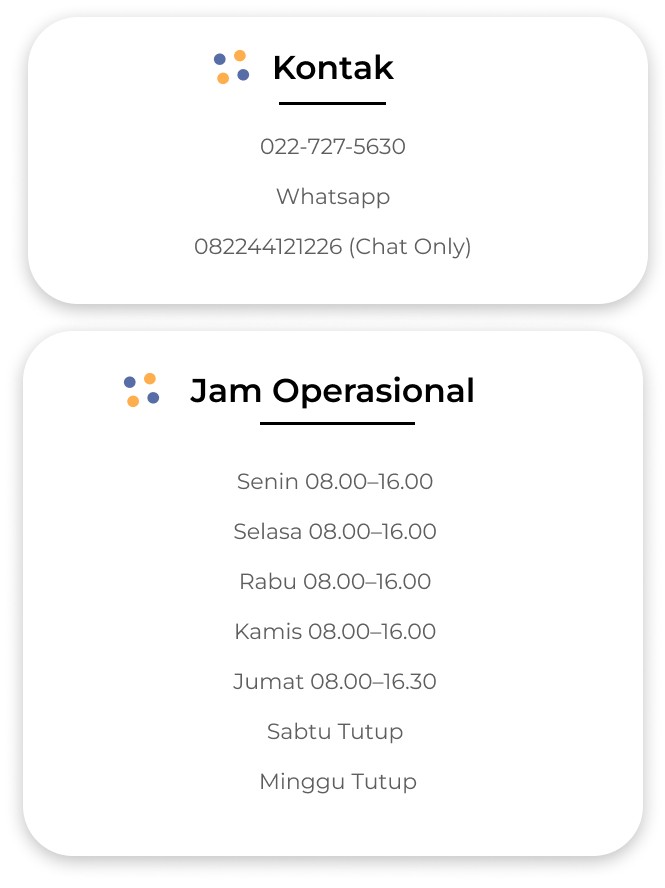 Kontak
022-727-5630
Whatsapp
082244121226 (Chat Only)
Jam Operasional
Senin 08.00–16.00
Selasa 08.00–16.00
Rabu 08.00–16.00
Kamis 08.00–16.00
Jumat 08.00–16.30
Sabtu Tutup
Minggu Tutup